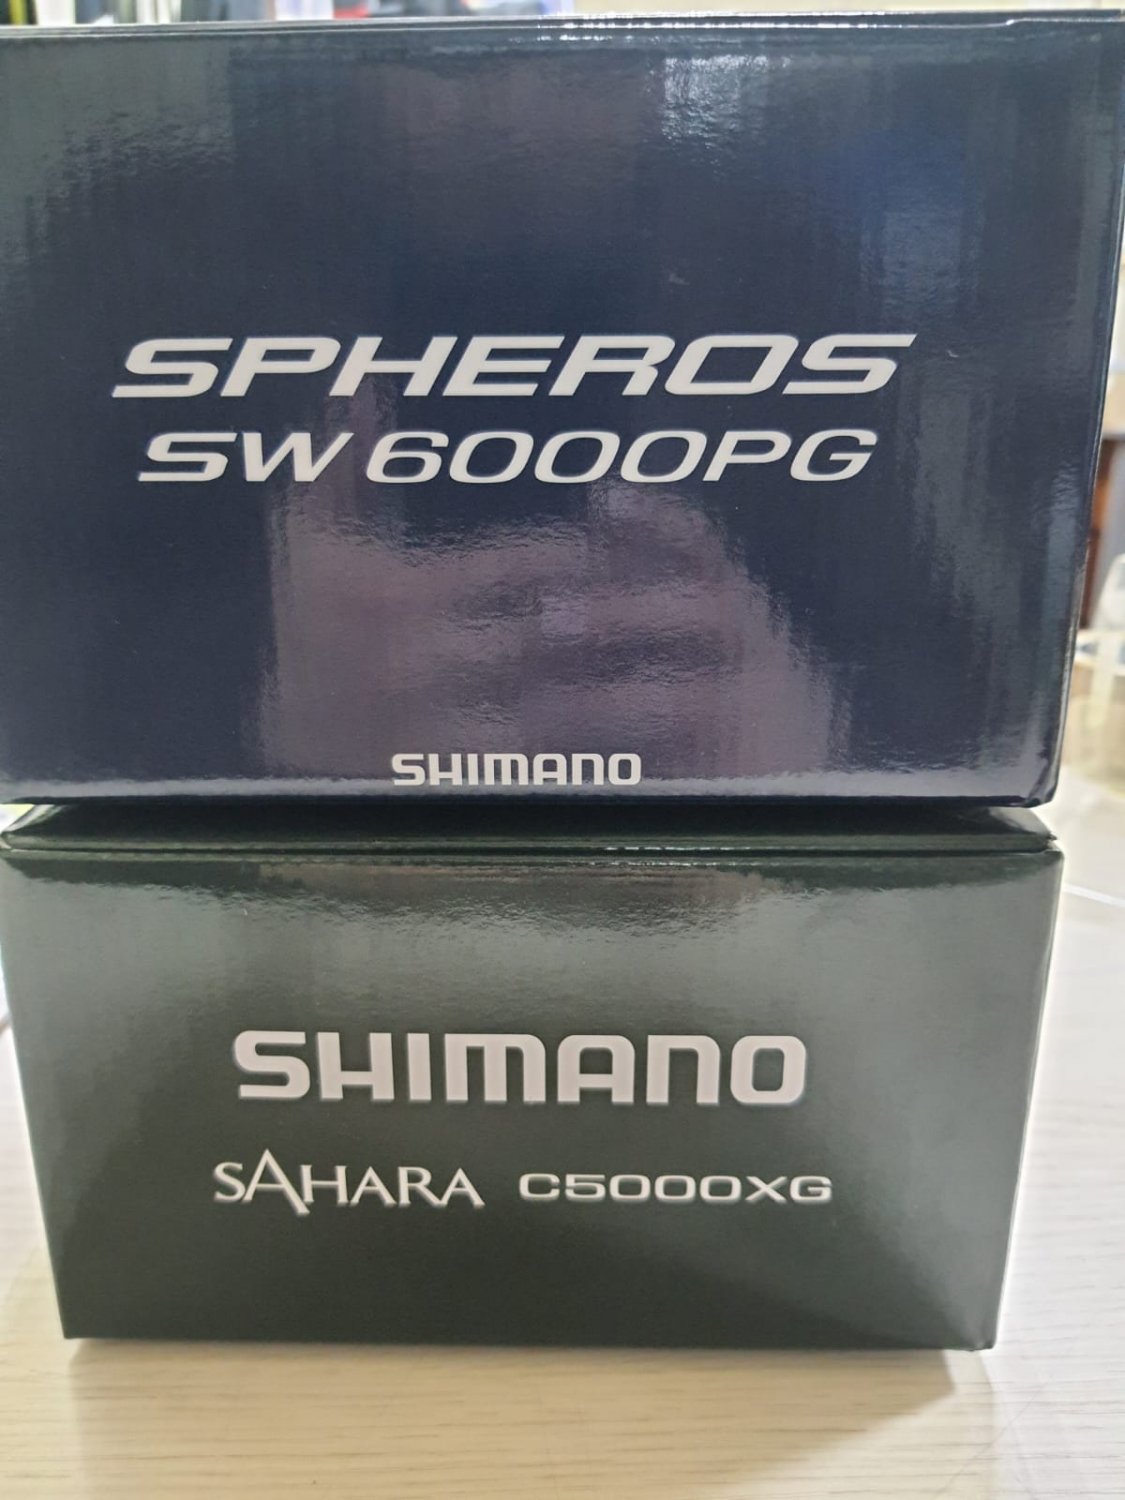 SPHEROS
SW 6000PG
SHIMANO
SHIMANO
SAHARA C5000XG